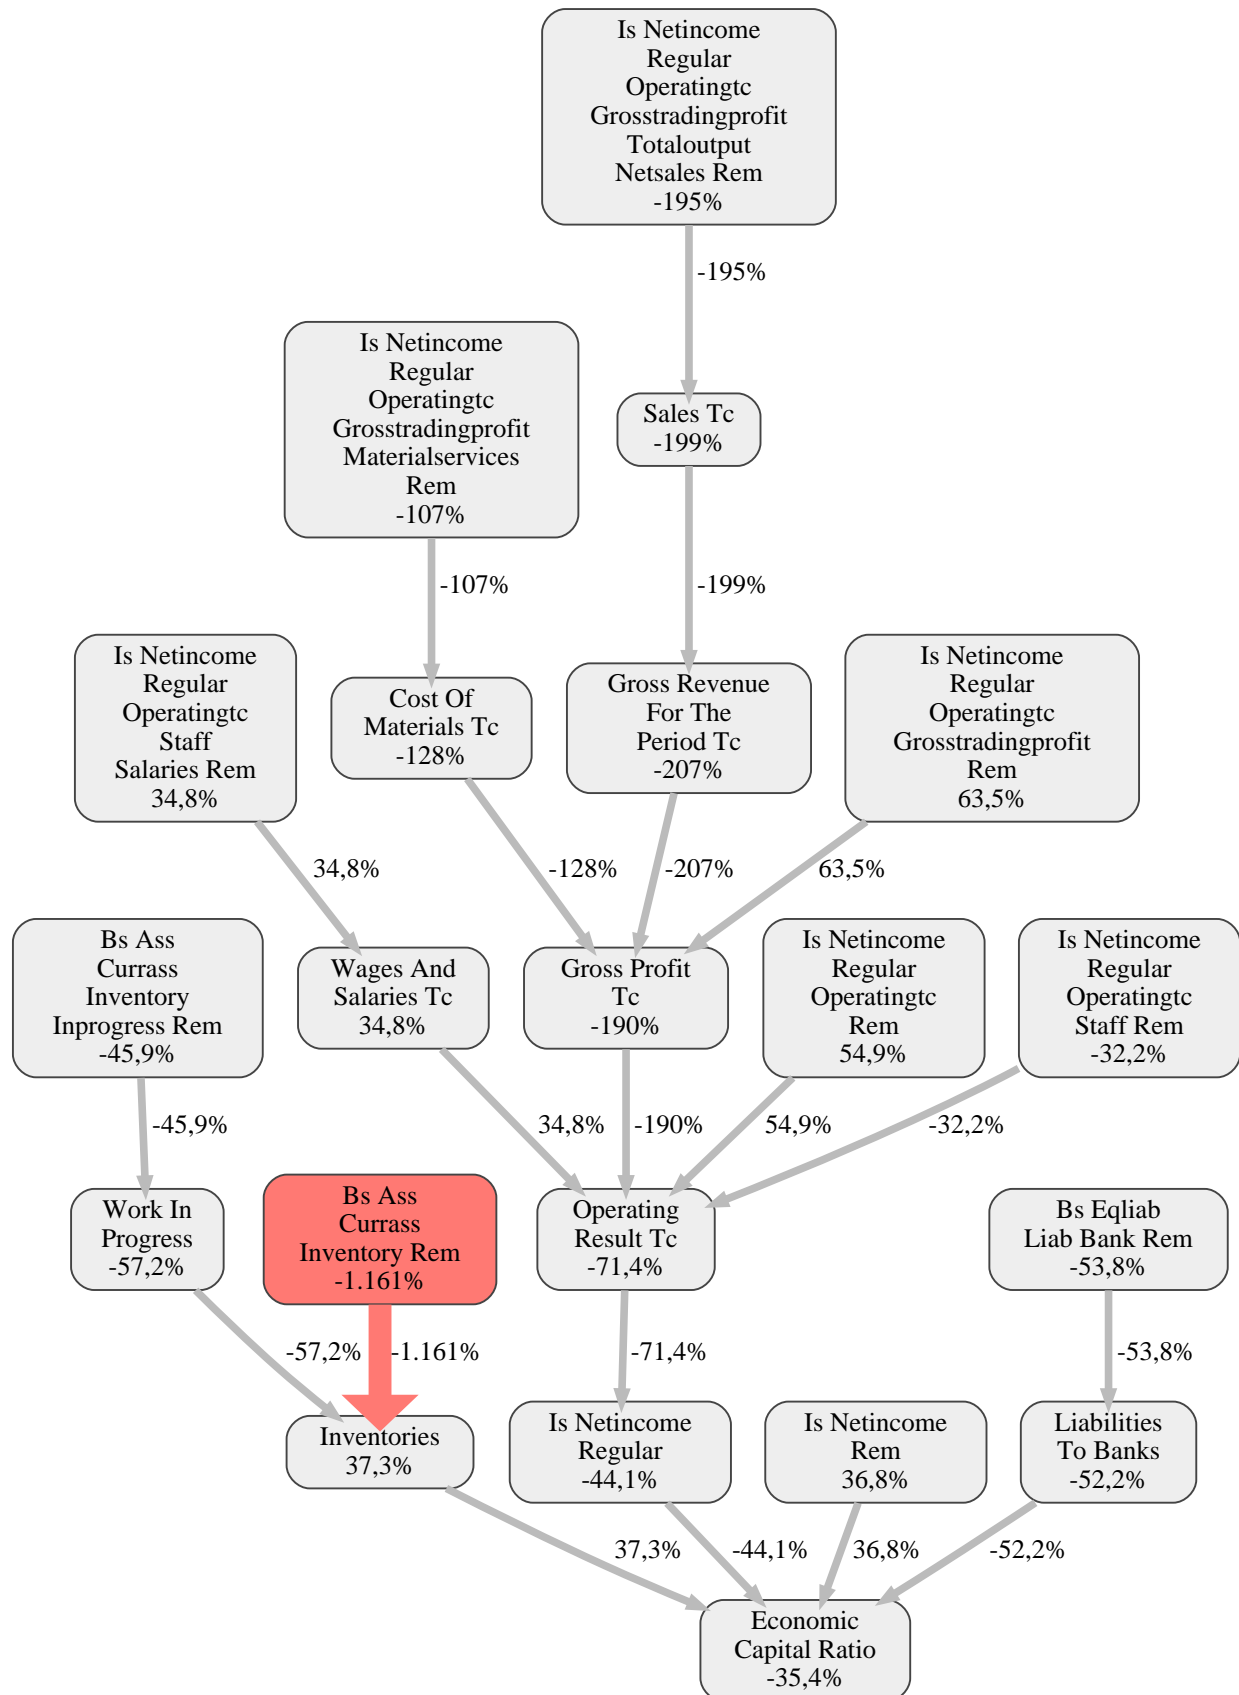 Is Netincome
Regular
Operatingtc
Grosstradingprofit
Totaloutput
Netsales Rem
-195%
-195%
Is Netincome
Regular
Operatingtc
Grosstradingprofit
Materialservices
Rem
-107%
Sales Tc
-199%
-107%
-199%
Is Netincome
Regular
Operatingtc
Staff
Salaries Rem
34,8%
Cost Of
Materials Tc
-128%
Gross Revenue
For The
Period Tc
-207%
Is Netincome
Regular
Operatingtc
Grosstradingprofit
Rem
63,5%
34,8%
-128%
-207%
63,5%
Bs Ass
Currass
Inventory
Inprogress Rem
-45,9%
Wages And
Salaries Tc
34,8%
Gross Profit
Tc
-190%
Is Netincome
Regular
Operatingtc
Rem
54,9%
Is Netincome
Regular
Operatingtc
Staff Rem
-32,2%
-45,9%
34,8%
-190%
54,9%
-32,2%
Work In
Progress
-57,2%
Bs Ass
Currass
Inventory Rem
-1.161%
Operating
Result Tc
-71,4%
Bs Eqliab
Liab Bank Rem
-53,8%
-57,2%
-1.161%
-71,4%
-53,8%
Inventories
37,3%
Is Netincome
Regular
-44,1%
Is Netincome
Rem
36,8%
Liabilities
To Banks
-52,2%
37,3%
-44,1%
36,8%
-52,2%
Economic
Capital Ratio
-35,4%